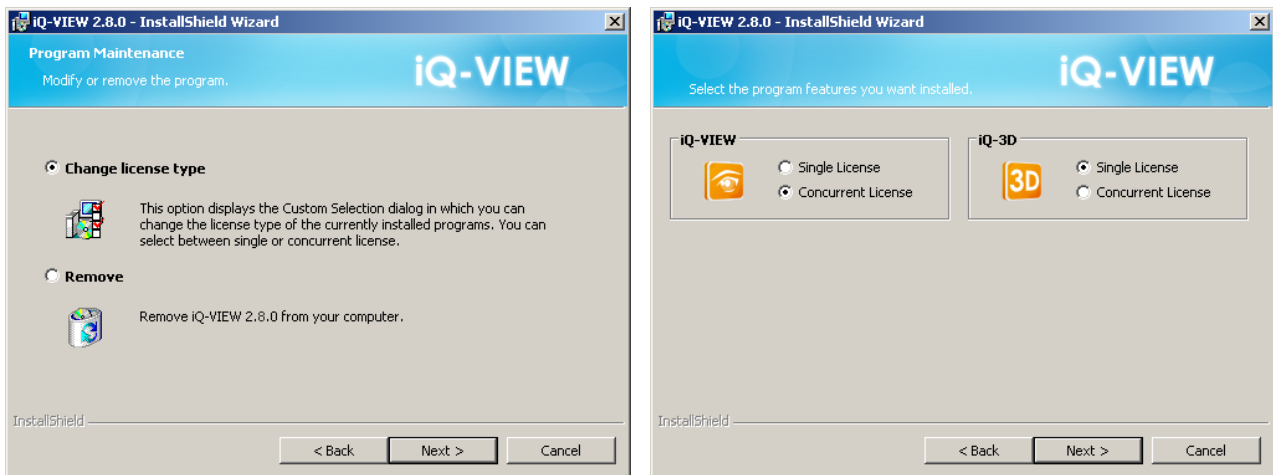 iQ-VIEW 2.8.0 - InstallShield Wizard
Program Maintenance
Modify or remove the program.
iQ-VIEW
Change license type
This option displays the Custom Selection dialog in which you can
change the license type of the currently installed programs. You can
select between single or concurrent license.
Remove
Remove iQ-VIEW 2.8.0 from your computer.
InstallShield
< Back
Next >
Cancel
iQ-VIEW 2.8.0 - InstallShield Wizard
iQ-VIEW
Select the program features you want installed.
iQ-VIEW
Single License
Concurrent License
iQ-3D
3D
Single License
Concurrent License
InstallShield
< Back
Next >
Cancel